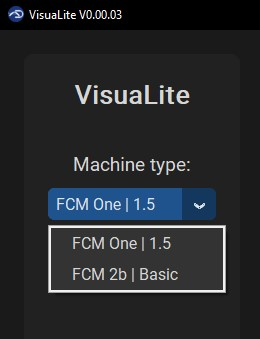 VisuaLite V0.00.03
VisuaLite
Machine type:
FCM One | 1.5
FCM One | 1.5
FCM 2b | Basic